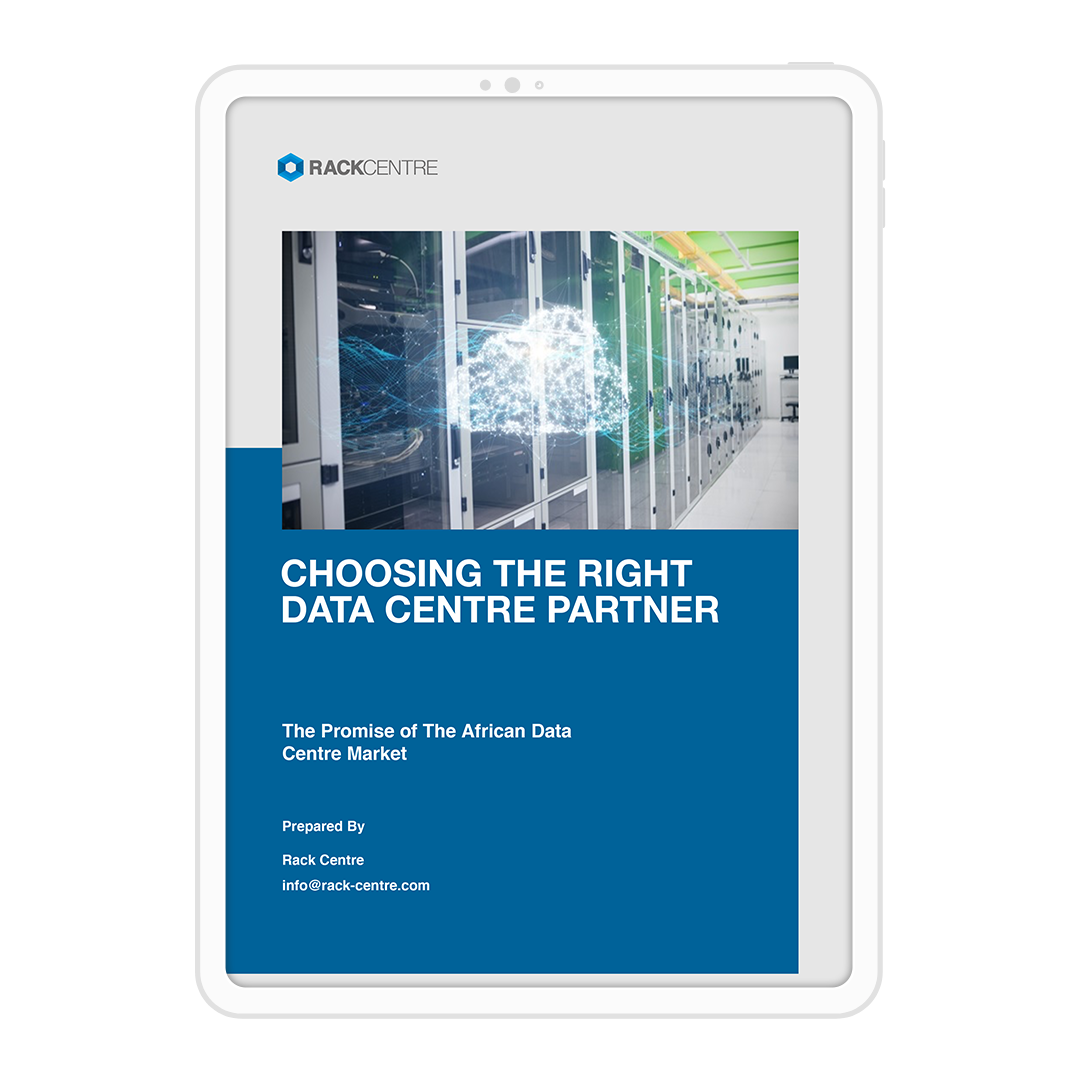 RACKCENTRE
CHOOSING THE RIGHT
DATA CENTRE PARTNER
The Promise of The African Data
Centre Market
Prepared By
Rack Centre
info@rack-centre.com